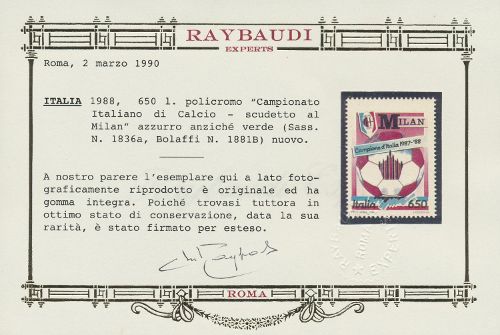 RAYBAUDI
EXPERTS
Roma, 2 marzo 1990
ITALIA 1988, 650 l. policromo "Campionato
Italiano di Calcio - scudetto al
Milan" azzurro anziché verde (Sass.
N. 1836a, Bolaffi N. 1881B) nuovo.
A nostro parere l'esemplare qui a lato foto-
graficamente riprodotto è originale ed ha
gomma integra. Poiché trovasi tuttora in
ottimo stato di conservazione, data la sua
rarità, è stato firmato per esteso.
ROMA
MILAN
Campione d'Italia 1987-'88
Italia 650